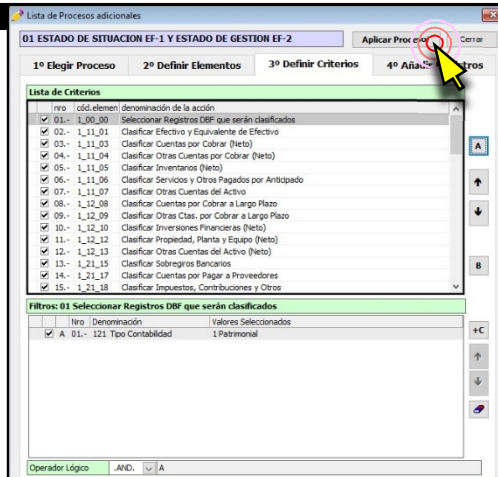 Lista de Procesos adicionales
01 ESTADO DE SITUACION EF-1 Y ESTADO DE GESTION EF-2
Aplicar Proceso Cerrar
1º Elegir Proceso 2º Definir Elementos 3º Definir Criterios 4º
Lista de Criterios
nro cód.elemen denominación de la acción
01.- 1_00_00 Seleccionar Registros DBF que serán clasificados
02.- 1_11_01 Clasificar Efectivo y Equivalente de Efectivo
03.- 1_11_03 Clasificar Cuentas por Cobrar (Neto)
04.- 1_11_04 Clasificar Otras Cuentas por Cobrar (Neto)
05.- 1_11_05 Clasificar Inventarios (Neto)
06.- 1_11_06 Clasificar Servicios y Otros Pagados por Anticipado
07.- 1_11_07 Clasificar Otras Cuentas del Activo
08.- 1_12_08 Clasificar Cuentas por Cobrar a Largo Plazo
09.- 1_12_09 Clasificar Otras Ctas. por Cobrar a Largo Plazo
10.- 1_12_10 Clasificar Inversiones Financieras (Neto)
11.- 1_12_12 Clasificar Propiedad, Planta y Equipo (Neto)
12.- 1_12_13 Clasificar Otras Cuentas del Activo (Neto)
13.- 1_21_15 Clasificar Sobregiros Bancarios
14.- 1_21_17 Clasificar Cuentas por Pagar a Proveedores
15.- 1_21_18 Clasificar Impuestos, Contribuciones y Otros
A
B
+C
Filtros: 01 Seleccionar Registros DBF que serán clasificados
Nro Denominación Valores Seleccionados
A 01.- 121 Tipo Contabilidad 1 Patrimonial
Operador Lógico .AND. A